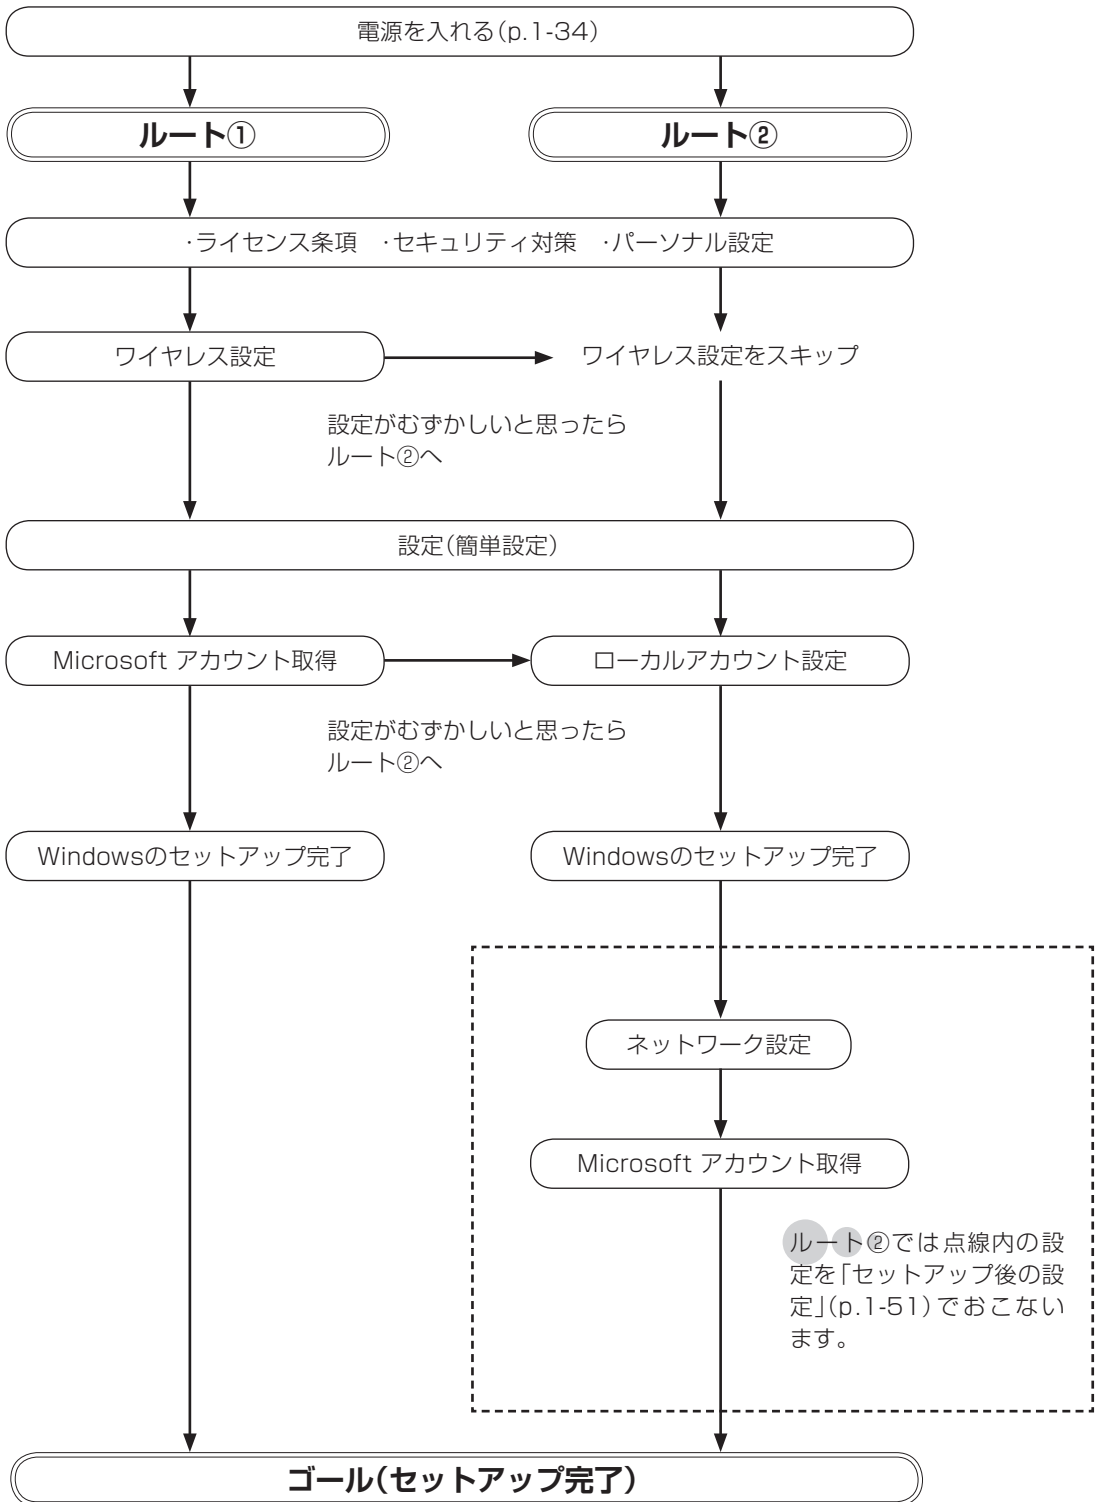 電源を入れる(p.1-34)
ルート①
ルート②
･ライセンス条項　･セキュリティ対策　･パーソナル設定
ワイヤレス設定
ワイヤレス設定をスキップ
設定がむずかしいと思ったら
ルート②へ
設定(簡単設定)
Microsoft アカウント取得
ローカルアカウント設定
設定がむずかしいと思ったら
ルート②へ
Windowsのセットアップ完了
Windowsのセットアップ完了
ネットワーク設定
Microsoft アカウント取得
ルート②では点線内の設
定を「セットアップ後の設
定」(p.1-51)でおこない
ます。
ゴール(セットアップ完了)